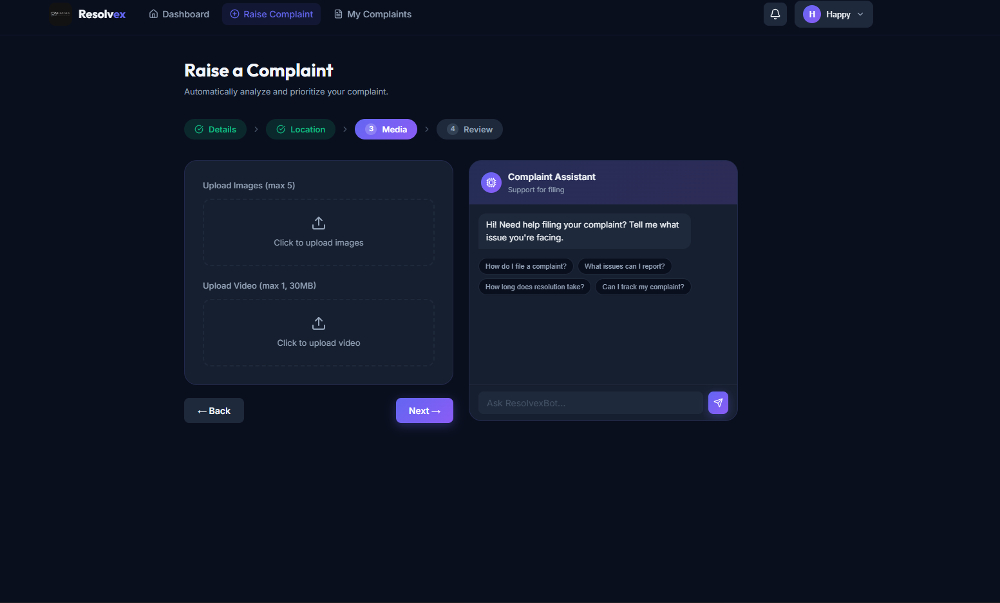 Resolvex
Dashboard
Raise Complaint
My Complaints
H
Happy
Raise a Complaint
Automatically analyze and prioritize your complaint.
Details
Location
3 Media
4 Review
Upload Images (max 5)
Click to upload images
Upload Video (max 1, 30MB)
Click to upload video
← Back
Next →
Complaint Assistant
Support for filing
Hi! Need help filing your complaint? Tell me what
issue you're facing.
How do I file a complaint?
What issues can I report?
How long does resolution take?
Can I track my complaint?
Ask ResolvexBot...